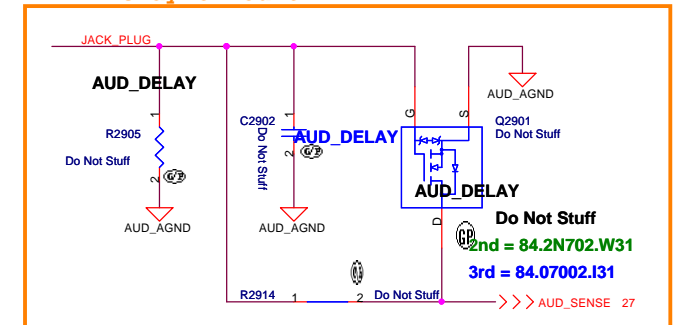 JACK_PLUG
AUD_DELAY
G
S
AUD_AGND
1
R2905
Do Not Stuff
2
G/P
AUD_AGND
C2902
1
Do Not Stuff
2
AUD_DELAY
G/P
AUD_AGND
Q2901
Do Not Stuff
AUD_DELAY
D
Do Not Stuff
GP
2nd = 84.2N702.W31
3rd = 84.07002.I31
R2914
1
2
Do Not Stuff
AUD_SENSE 27